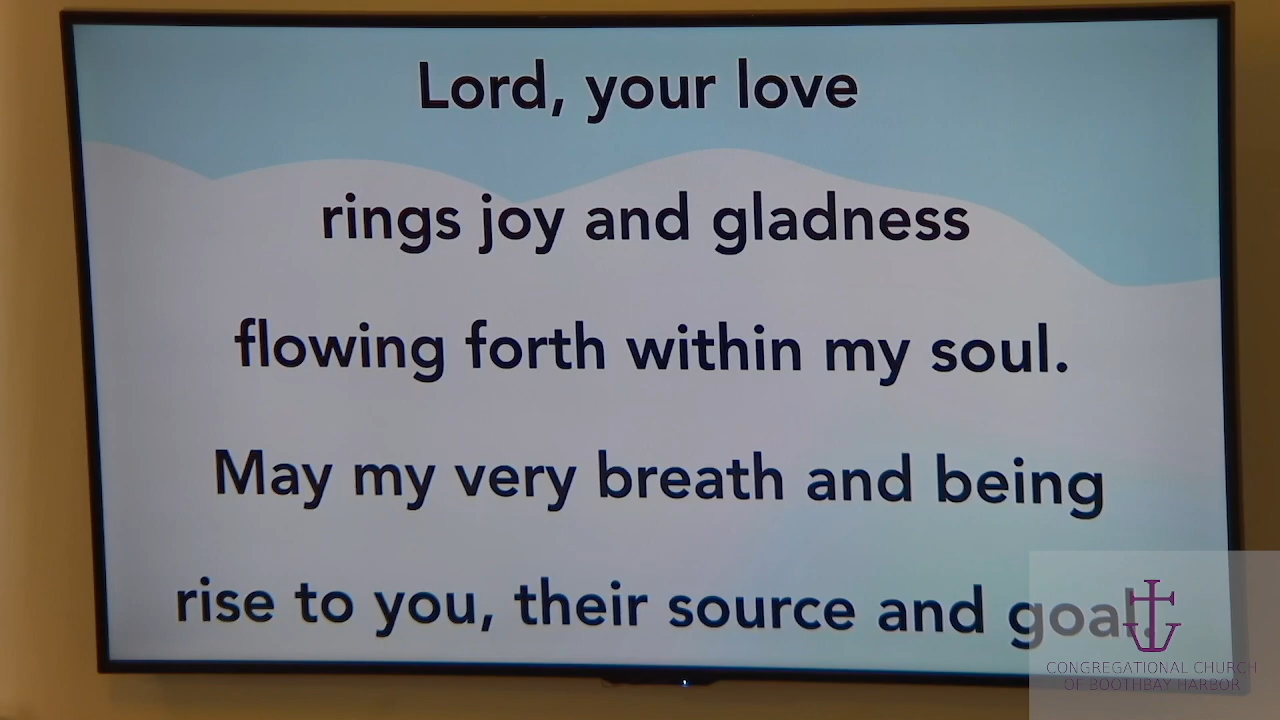 Lord, your love
rings joy and gladness
flowing forth within my soul.
May my very breath and being
rise to you, their source and goal.
CONGREGATIONAL CHURCH
OF BOOTHBAY HARBOR